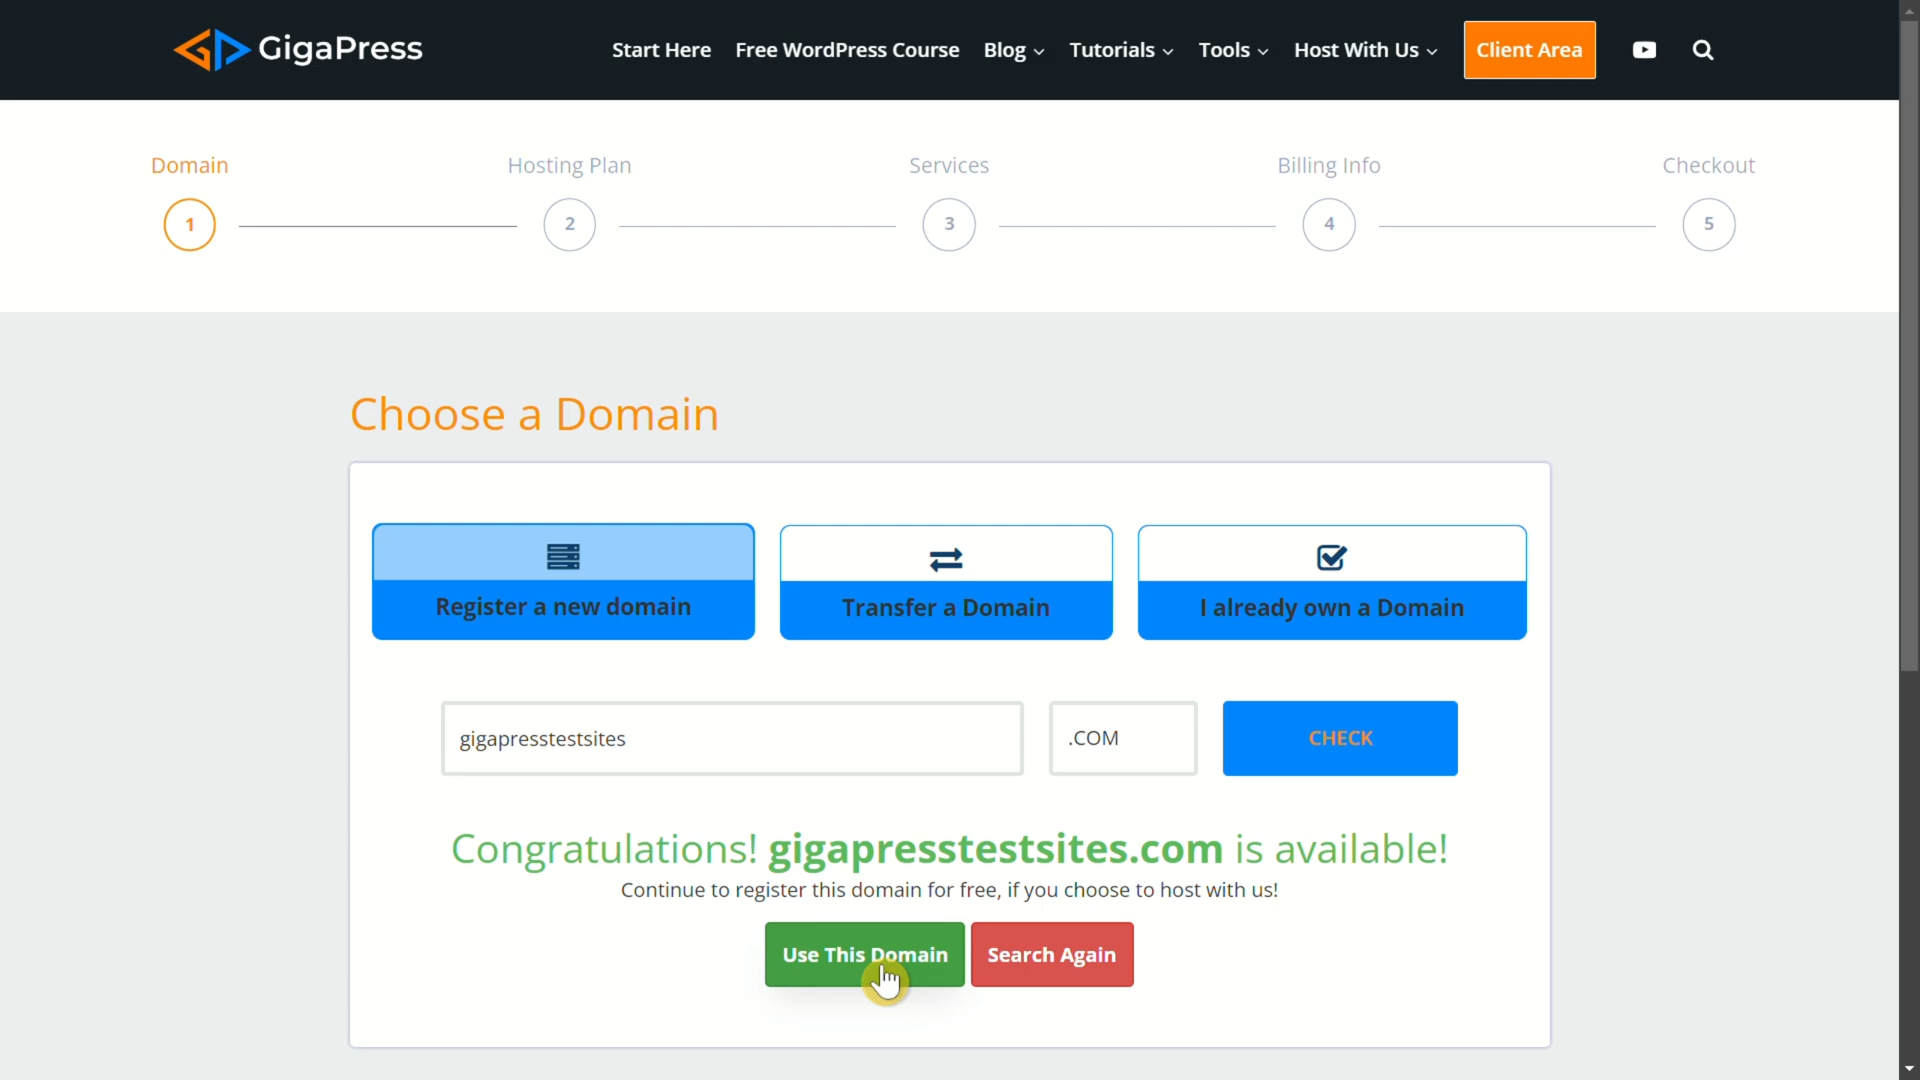 GigaPress
Start Here Free WordPress Course Blog Tutorials Tools Host With Us Client Area
Domain Hosting Plan Services Billing Info Checkout
1 2 3 4 5
Choose a Domain
Register a new domain Transfer a Domain I already own a Domain
gigapresstestsites .COM CHECK
Congratulations! gigapresstestsites.com is available!
Continue to register this domain for free, if you choose to host with us!
Use This Domain Search Again